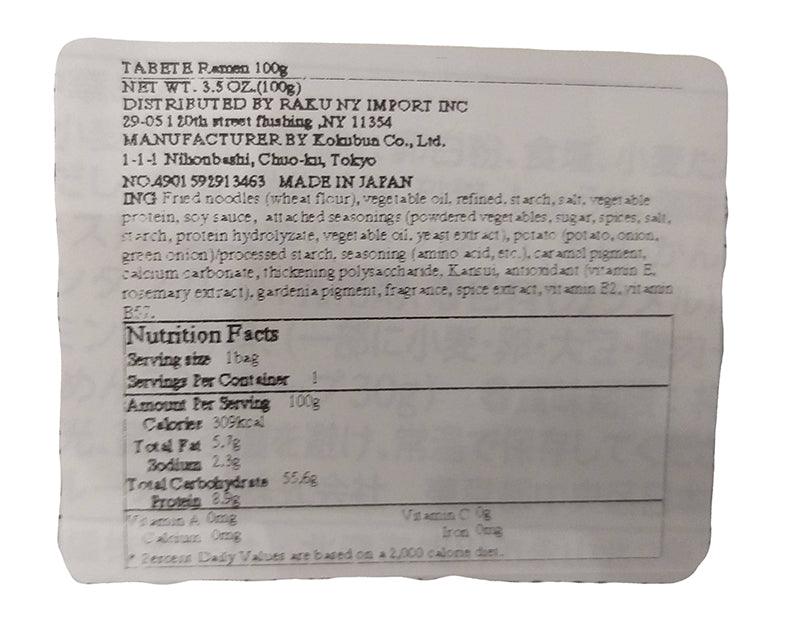 TABETE Ramen 100g
NET WT. 3.5 OZ.(100g)
DISTRIBUTED BY RAKU NY IMPORT INC
29-05 120th street flushing ,NY 11354
MANUFACTURER BY Kokubun Co., Ltd.
1-1-1 Nihonbashi, Chuo-ku, Tokyo
NO.4901592913463 MADE IN JAPAN
ING Fried noodles (wheat flour), vegetable oil, refined, starch, salt, vegetable
protein, soy sauce, attached seasonings (powdered vegetables, sugar, spices, salt,
starch, protein hydrolyzate, vegetable oil, yeast extract), potato (potato, onion,
green onion)/processed starch, seasoning (amino acid, etc.), caramel pigment,
calcium carbonate, thickening polysaccharide, Kansui, antioxidant (vitamin E,
rosemary extract), gardenia pigment, fragrance, spice extract, vitamin B2, vitamin
Nutrition Facts
Serving size 1bag
Servings Per Container 1
Amount Per Serving 100g
Calories 309kcal
Total Fat 5.7g
Sodium 2.3g
Total Carbohydrate 55.6g
Protein 8.9g
Vitamin A 0mg Vitamin C 0g
Calcium 0mg Iron 0mg
* Percess Daily Values are based on a 2,000 calorie diet.